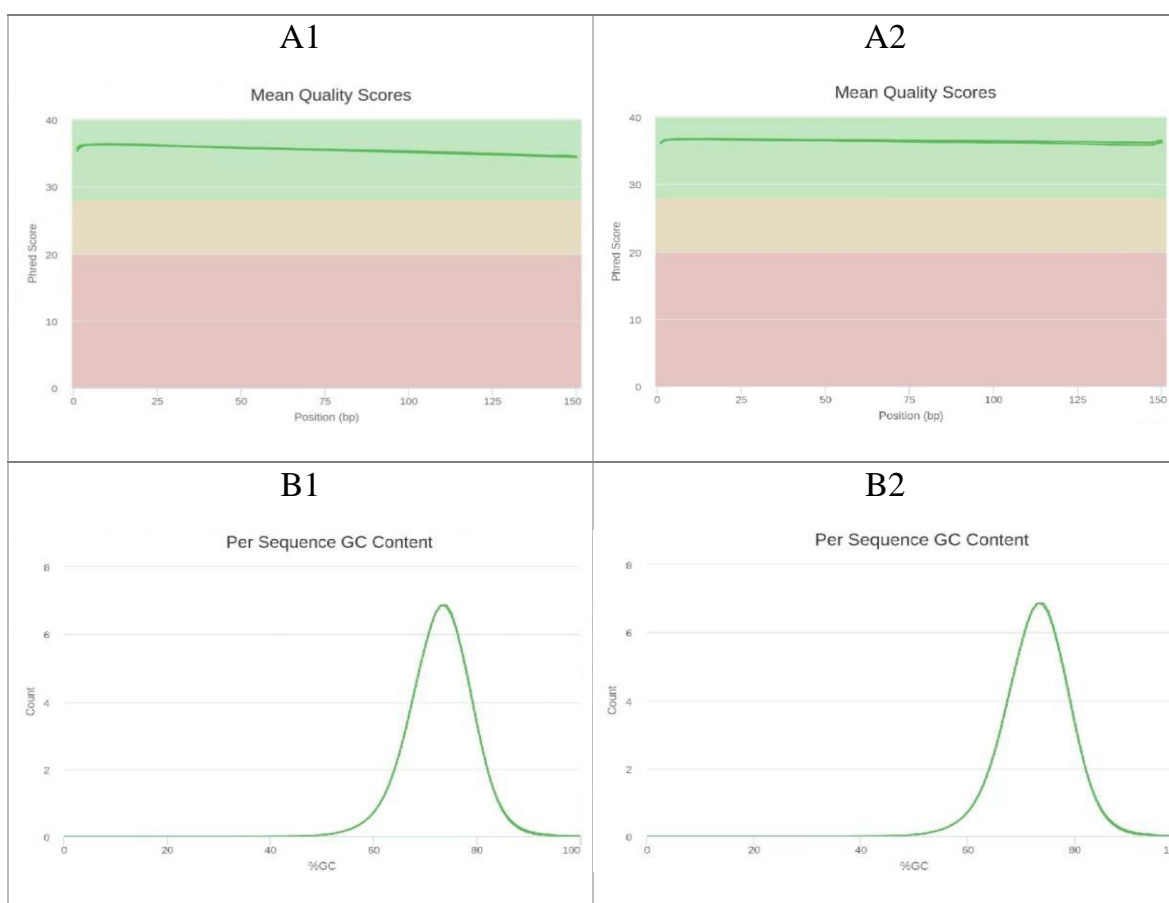 A1
Mean Quality Scores
40
30
20
10
0
Phred Score
0 25 50 75 100 125 150
Position (bp)
A2
Mean Quality Scores
40
30
20
10
0
Phred Score
0 25 50 75 100 125 150
Position (bp)
B1
Per Sequence GC Content
8
6
4
2
0
Count
0 20 40 60 80 100
%GC
B2
Per Sequence GC Content
8
6
4
2
0
Count
0 20 40 60 80
%GC